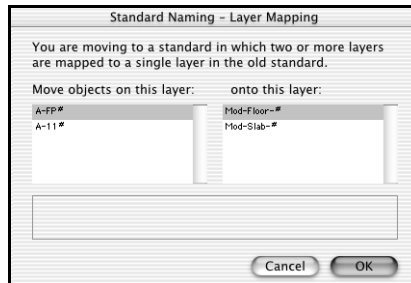 Standard Naming - Layer Mapping
You are moving to a standard in which two or more layers
are mapped to a single layer in the old standard.
Move objects on this layer: onto this layer:
A-FP# Mod-Floor-#
A-11# Mod-Slab-#
Cancel OK